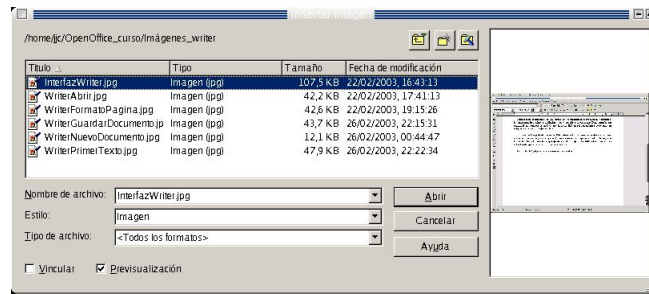 Insertar imagen
/home/jjc/OpenOffice_curso/Imágenes_writer
Título Tipo Tamaño Fecha de modificación
InterfazWriter.jpg Imagen (jpg) 107,5 KB 22/02/2003, 16:43:13
WriterAbrir.jpg Imagen (jpg) 42,2 KB 22/02/2003, 17:41:13
WriterFormatoPagina.jpg Imagen (jpg) 42,6 KB 22/02/2003, 19:15:26
WriterGuardarDocumento.jp Imagen (jpg) 43,7 KB 26/02/2003, 22:15:31
WriterNuevoDocumento.jpg Imagen (jpg) 12,1 KB 26/02/2003, 00:44:47
WriterPrimerTexto.jpg Imagen (jpg) 47,9 KB 26/02/2003, 22:22:34
Nombre de archivo: InterfazWriter.jpg Abrir
Estilo: Imagen Cancelar
Tipo de archivo: <Todos los formatos> Ayuda
Vincular Previsualización